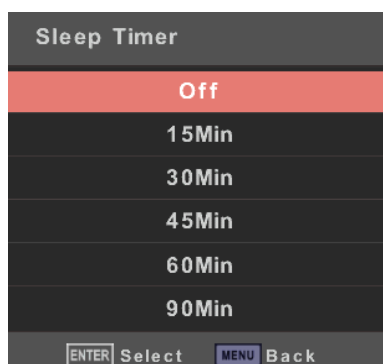 Sleep Timer
Off
15Min
30Min
45Min
60Min
90Min
ENTER Select MENU Back